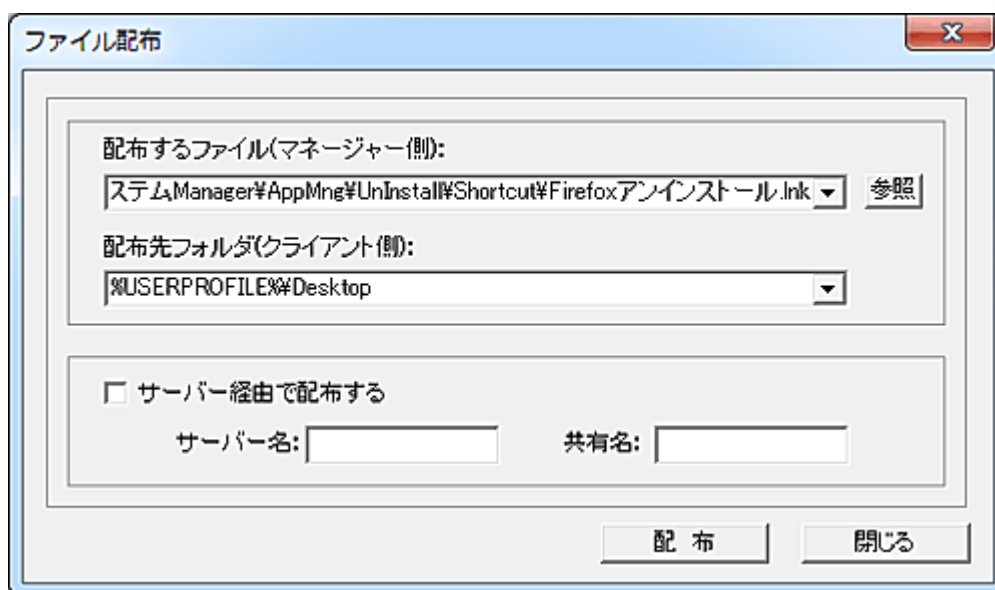 ファイル配布
配布するファイル(マネージャー側):
ステムManager¥AppMng¥UnInstall¥Shortcut¥Firefoxアンインストール.lnk
参照
配布先フォルダ(クライアント側):
%USERPROFILE%¥Desktop
サーバー経由で配布する
サーバー名:
共有名:
配 布
閉じる